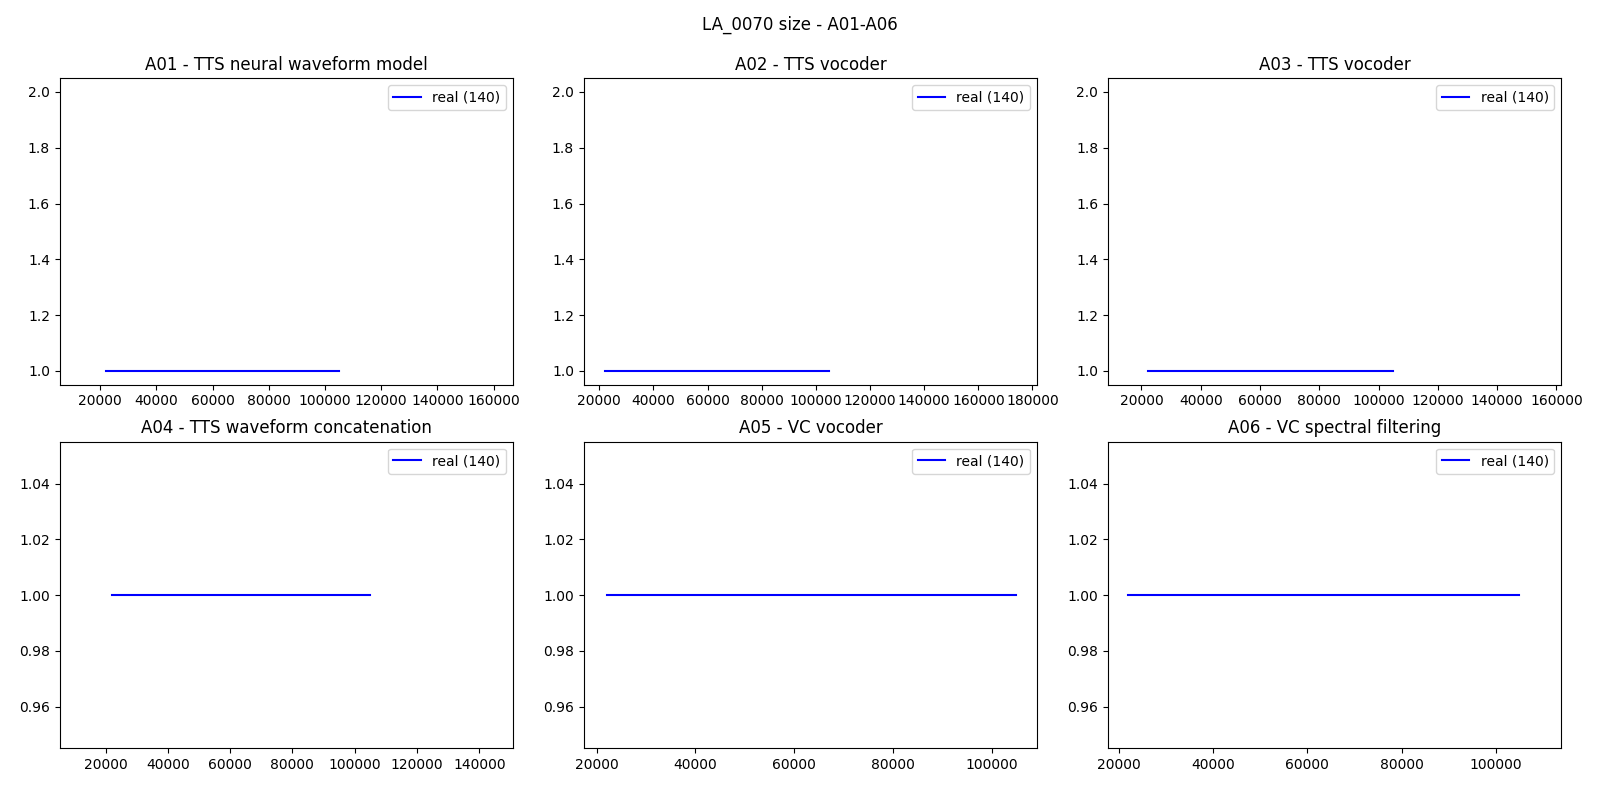 LA_0070 size - A01-A06
A01 - TTS neural waveform model
2.0
1.8
1.6
1.4
1.2
1.0
real (140)
20000 40000 60000 80000 100000 120000 140000 160000
A02 - TTS vocoder
2.0
1.8
1.6
1.4
1.2
1.0
real (140)
20000 40000 60000 80000 100000 120000 140000 160000 180000
A03 - TTS vocoder
2.0
1.8
1.6
1.4
1.2
1.0
real (140)
20000 40000 60000 80000 100000 120000 140000 160000
A04 - TTS waveform concatenation
1.04
1.02
1.00
0.98
0.96
real (140)
20000 40000 60000 80000 100000 120000 140000
A05 - VC vocoder
1.04
1.02
1.00
0.98
0.96
real (140)
20000 40000 60000 80000 100000
A06 - VC spectral filtering
1.04
1.02
1.00
0.98
0.96
real (140)
20000 40000 60000 80000 100000